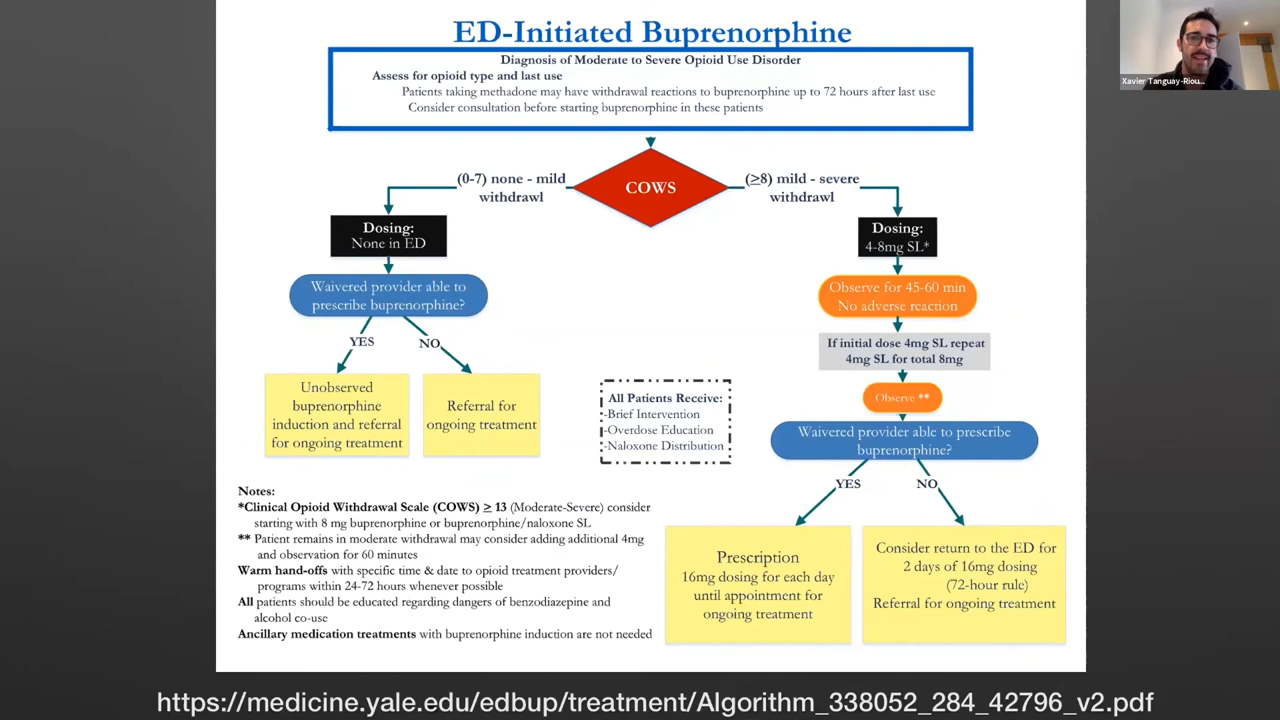 ED-Initiated Buprenorphine
Diagnosis of Moderate to Severe Opioid Use Disorder
Assess for opioid type and last use
Patients taking methadone may have withdrawal reactions to buprenorphine up to 72 hours after last use
Consider consultation before starting buprenorphine in these patients
Xavier Tanguay-Riou...
(0-7) none - mild
withdrawl
COWS
(≥8) mild - severe
withdrawl
Dosing:
None in ED
Dosing:
4-8mg SL*
Waivered provider able to
prescribe buprenorphine?
Observe for 45-60 min
No adverse reaction
YES
NO
If initial dose 4mg SL repeat
4mg SL for total 8mg
Unobserved
buprenorphine
induction and referral
for ongoing treatment
Referral for
ongoing treatment
All Patients Receive:
-Brief Intervention
-Overdose Education
-Naloxone Distribution
Observe **
Waivered provider able to prescribe
buprenorphine?
YES
NO
Prescription
16mg dosing for each day
until appointment for
ongoing treatment
Consider return to the ED for
2 days of 16mg dosing
(72-hour rule)
Referral for ongoing treatment
Notes:
*Clinical Opioid Withdrawal Scale (COWS) ≥ 13 (Moderate-Severe) consider
starting with 8 mg buprenorphine or buprenorphine/naloxone SL
** Patient remains in moderate withdrawal may consider adding additional 4mg
and observation for 60 minutes
Warm hand-offs with specific time & date to opioid treatment providers/
programs within 24-72 hours whenever possible
All patients should be educated regarding dangers of benzodiazepine and
alcohol co-use
Ancillary medication treatments with buprenorphine induction are not needed
https://medicine.yale.edu/edbup/treatment/Algorithm_338052_284_42796_v2.pdf